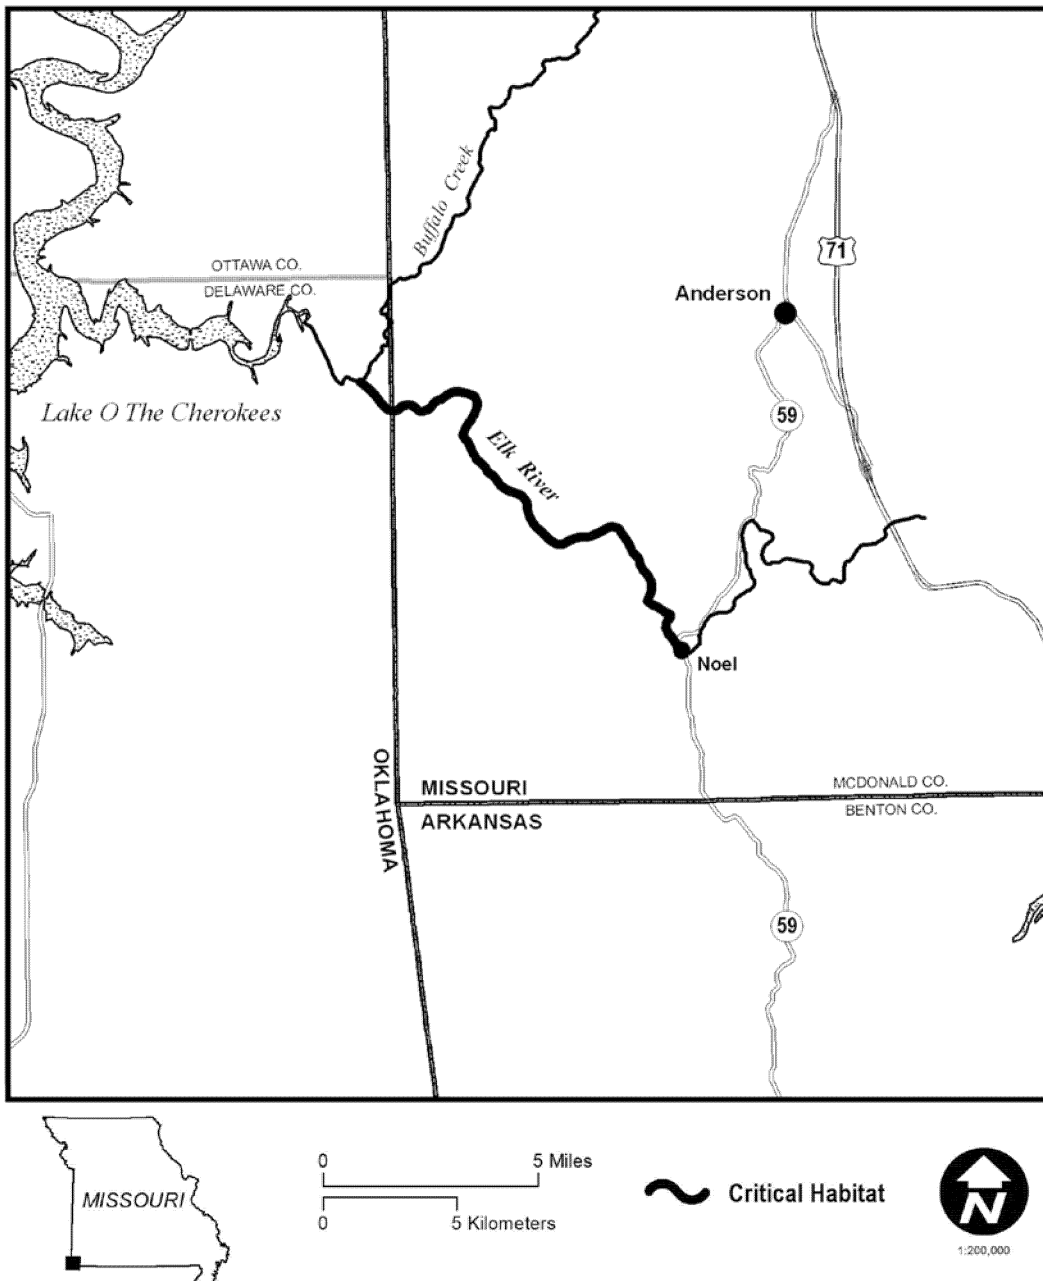 Buffalo Creek
OTTAWA CO.
DELAWARE CO.
71
Anderson
Lake O The Cherokees
59
Elk River
Noel
OKLAHOMA
MISSOURI
ARKANSAS
MCDONALD CO.
BENTON CO.
59
MISSOURI
0 5 Miles
0 5 Kilometers
Critical Habitat
N
1:200,000